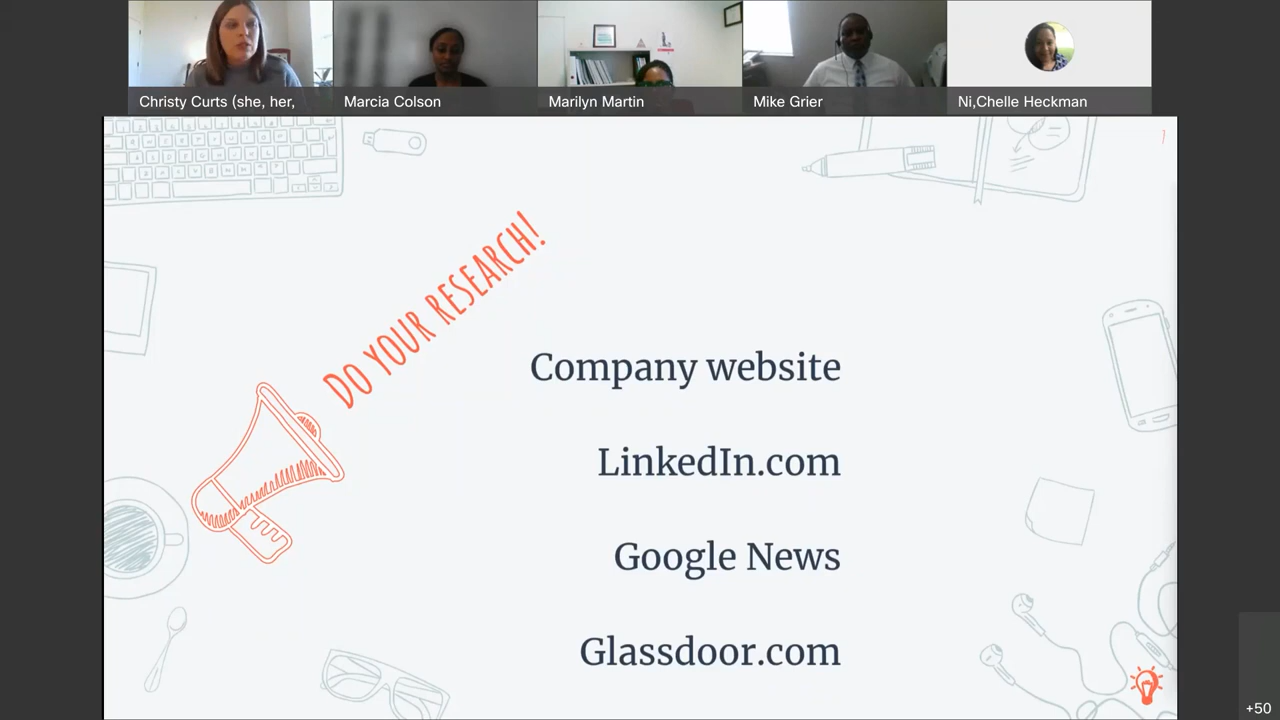 Christy Curts (she, her,
Marcia Colson
Marilyn Martin
Mike Grier
Ni,Chelle Heckman
DO YOUR RESEARCH!
Company website
LinkedIn.com
Google News
Glassdoor.com
+50